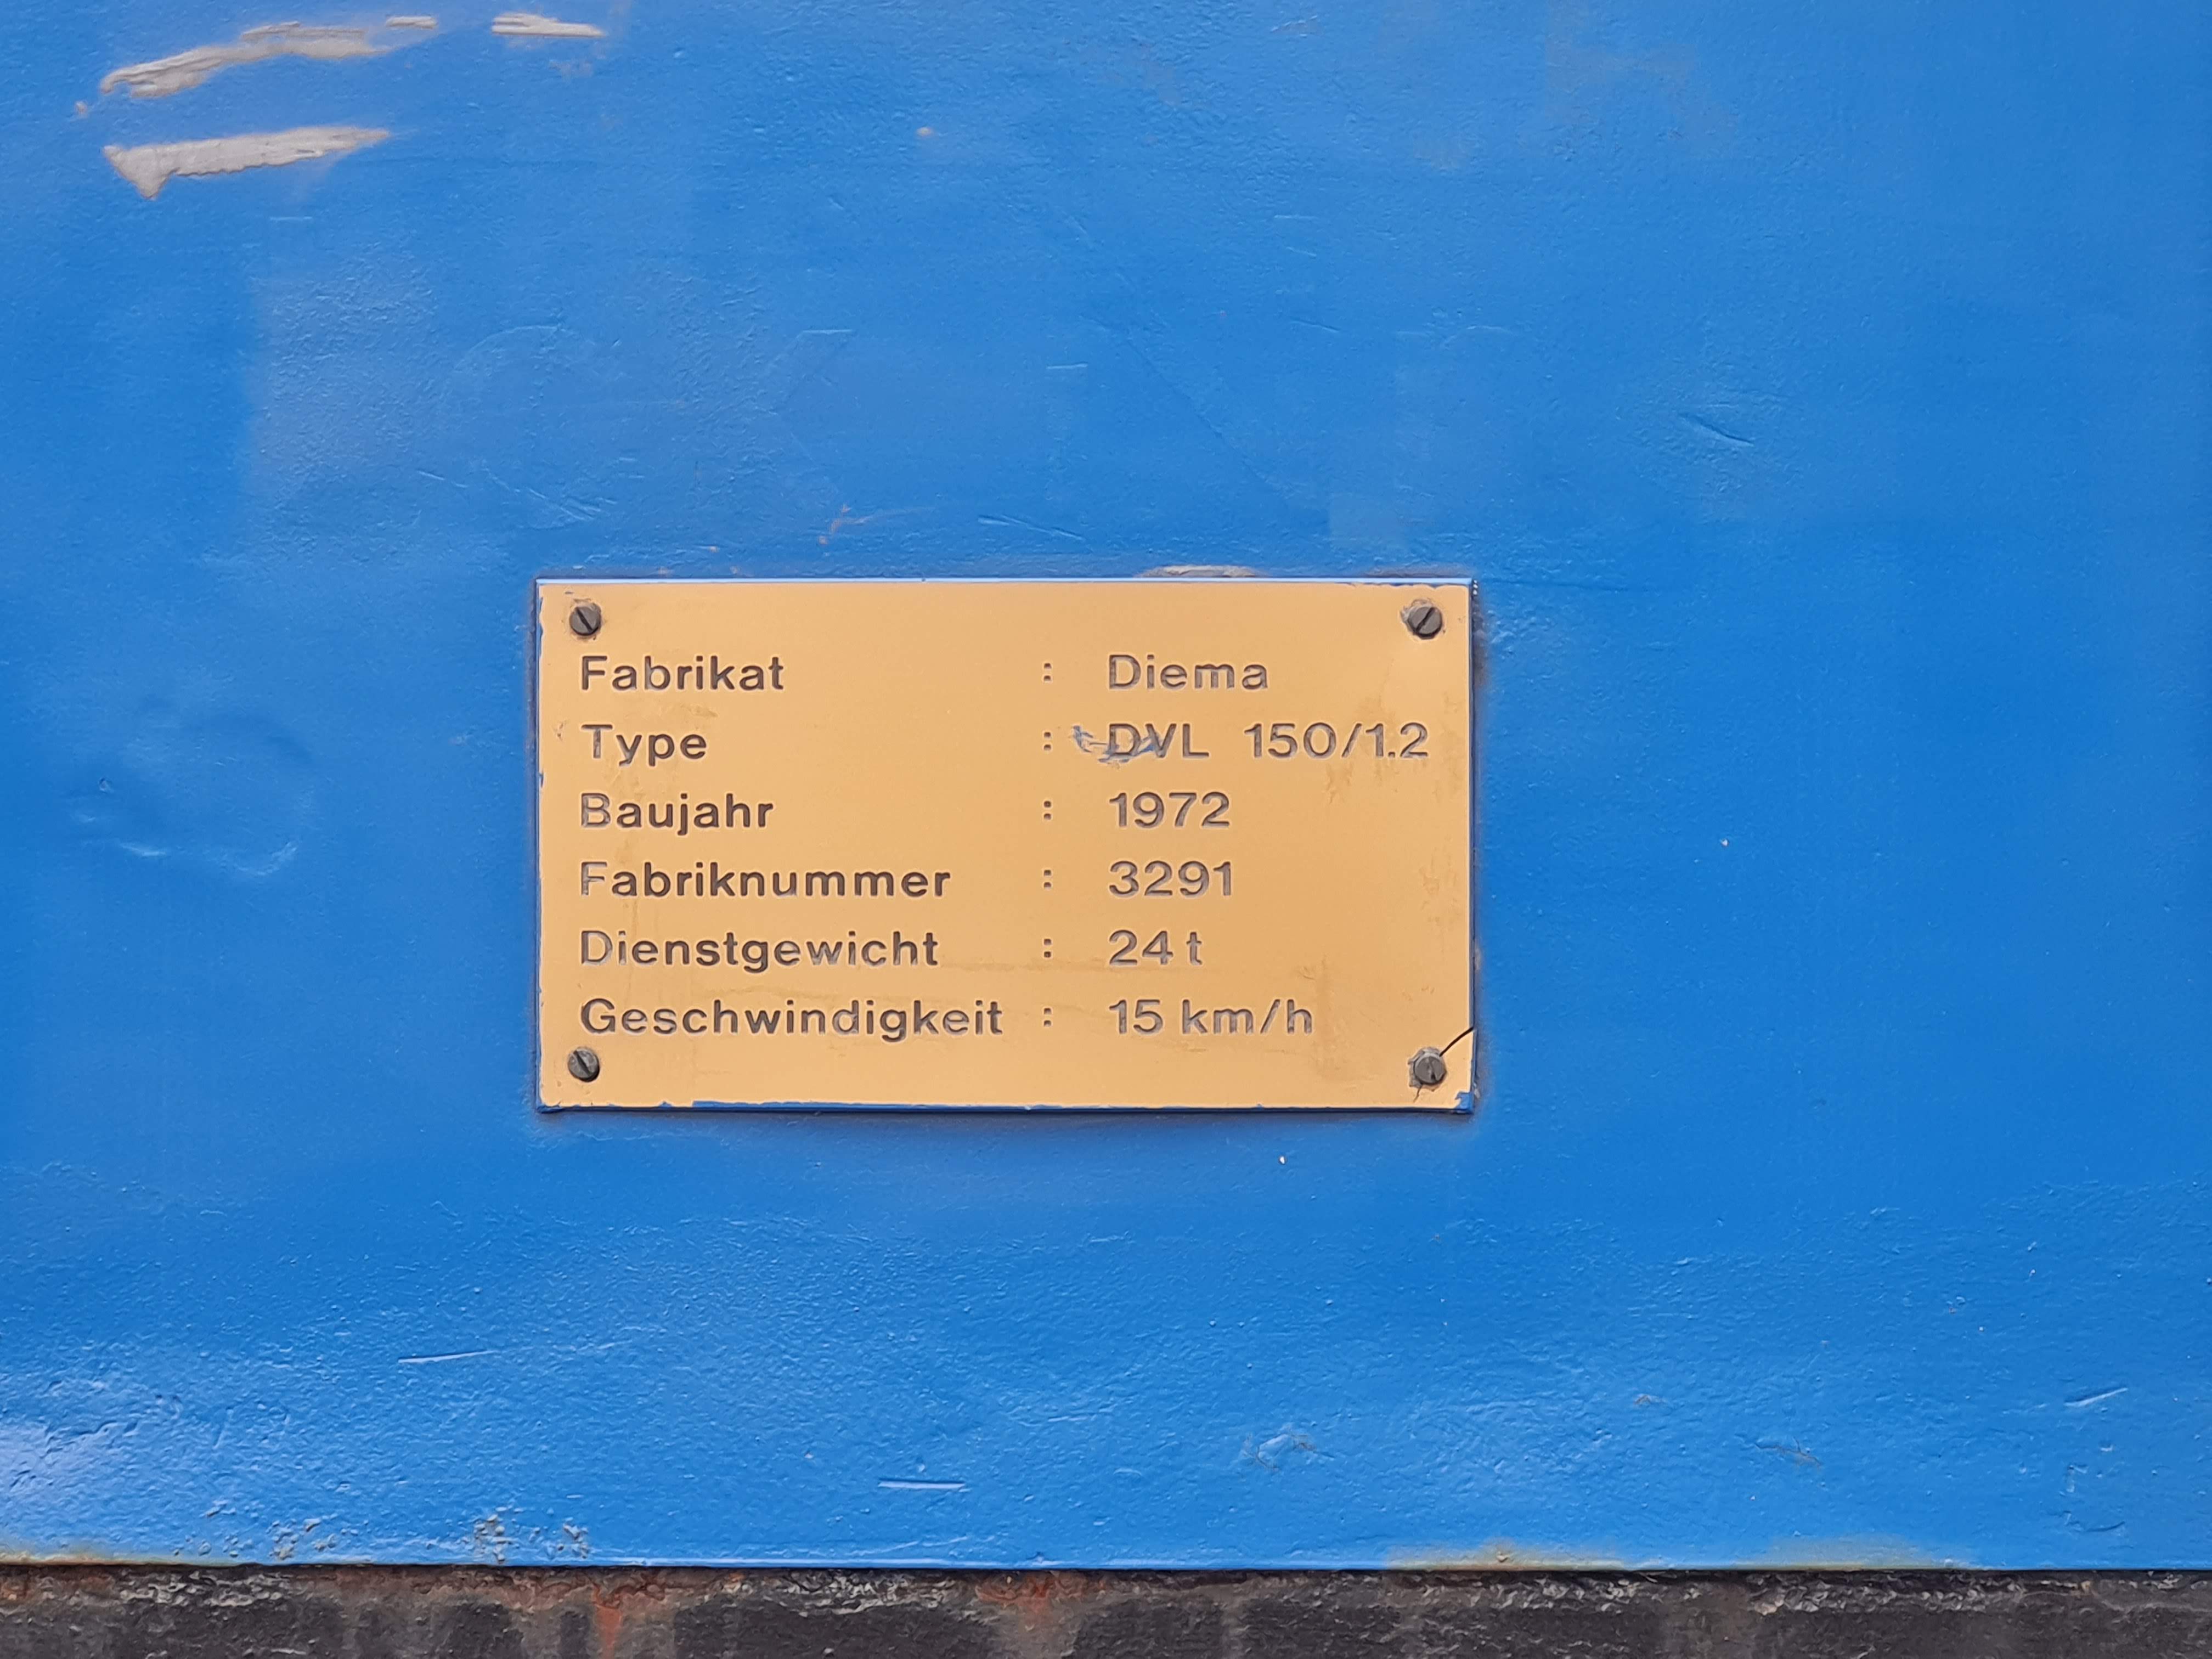 Fabrikat : Diema
Type : DVL 150/1.2
Baujahr : 1972
Fabriknummer : 3291
Dienstgewicht : 24 t
Geschwindigkeit : 15 km/h